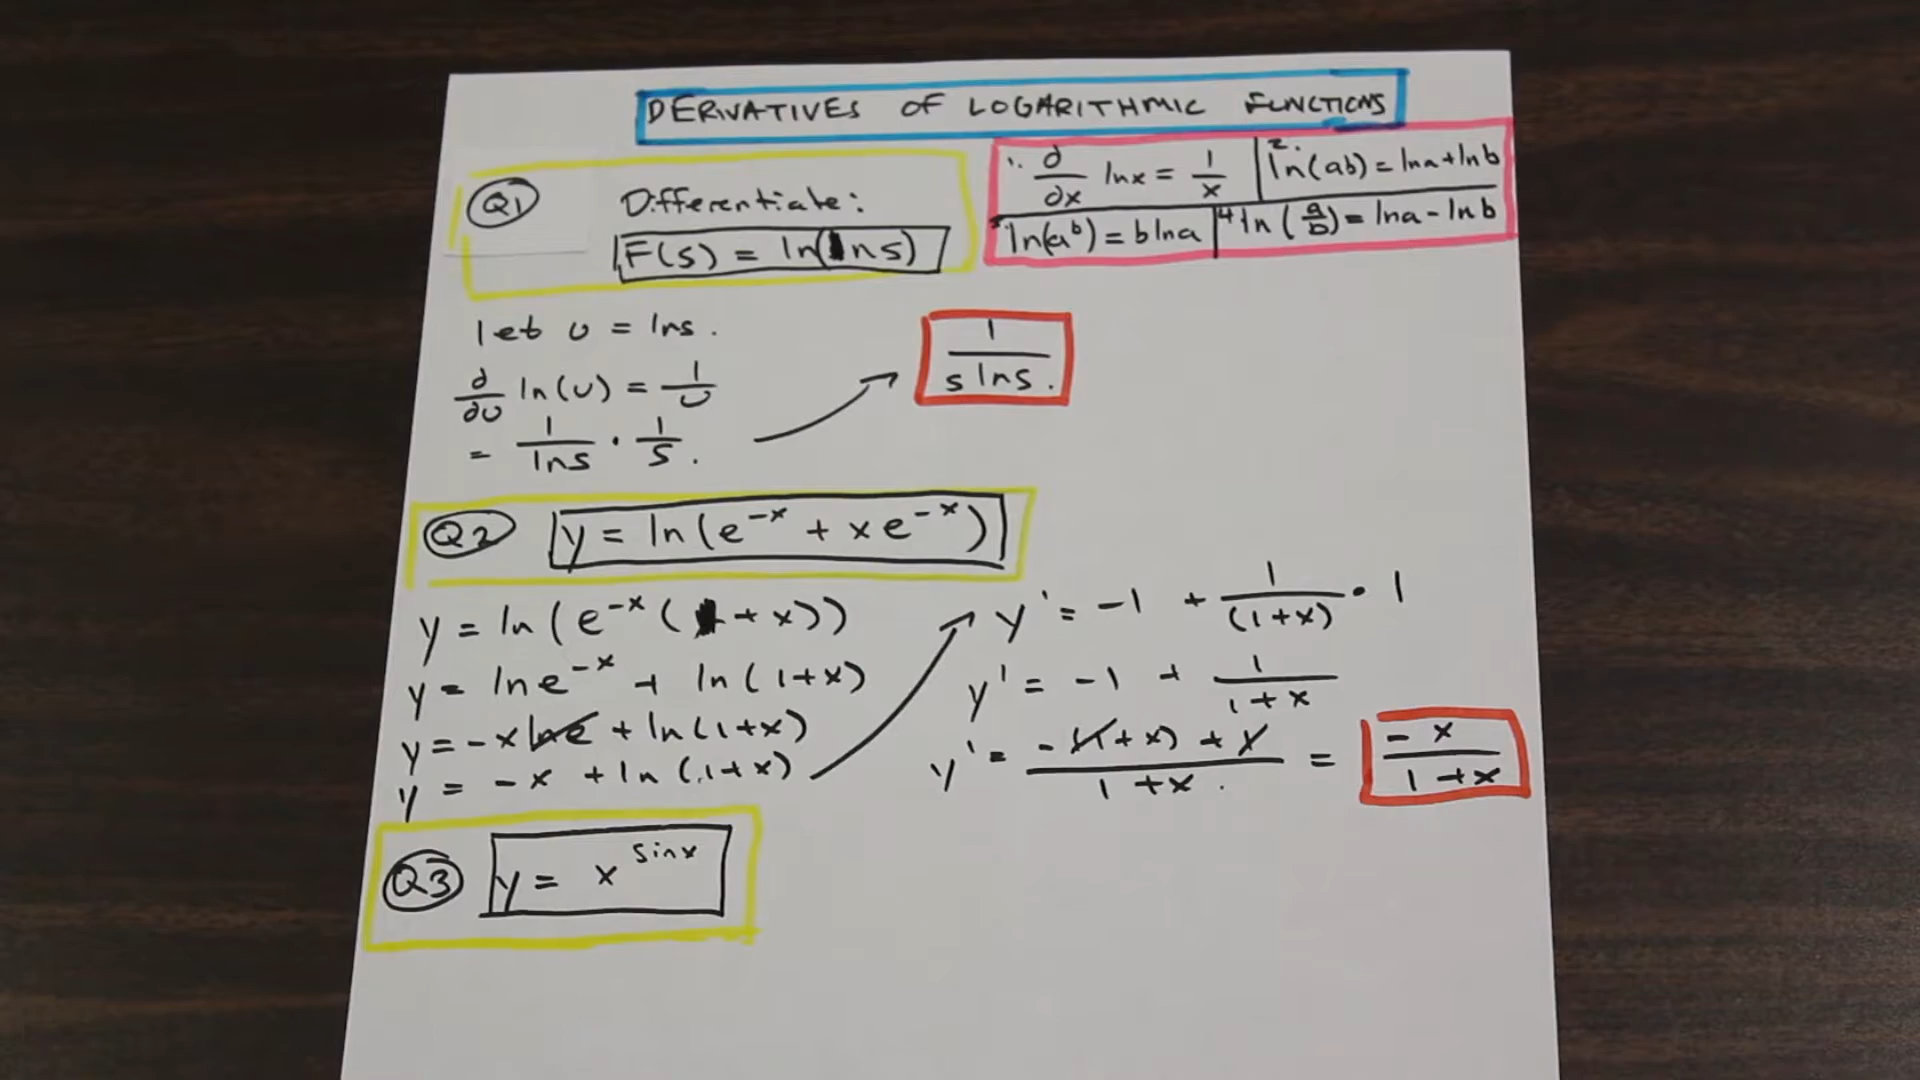 DERIVATIVES OF LOGARITHMIC FUNCTIONS
1. d/dx lnx = 1/x
2. ln(ab) = lna + lnb
3. ln(a^b) = b lna
4. ln(a/b) = lna - lnb
Q1 Differentiate:
F(s) = ln(lns)
let u = lns.
d/du ln(u) = 1/u
= 1/lns · 1/s.
1/(s lns).
Q2 y = ln(e^-x + xe^-x)
y = ln(e^-x(1 + x))
y = lne^-x + ln(1+x)
y = -x lne + ln(1+x)
y = -x + ln(1+x)
y' = -1 + 1/(1+x) · 1
y' = -1 + 1/(1+x)
y' = (-(1+x) + 1)/(1+x). = -x/(1+x)
Q3 y = x^sinx